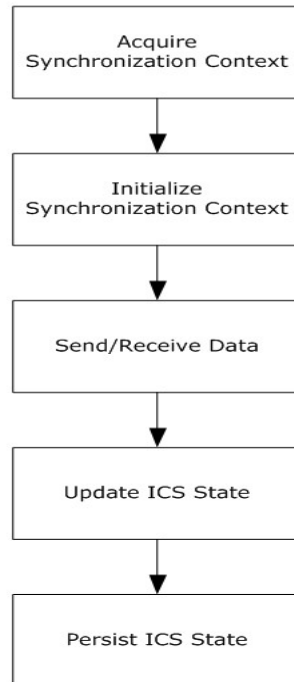 Acquire
Synchronization Context
Initialize
Synchronization Context
Send/Receive Data
Update ICS State
Persist ICS State